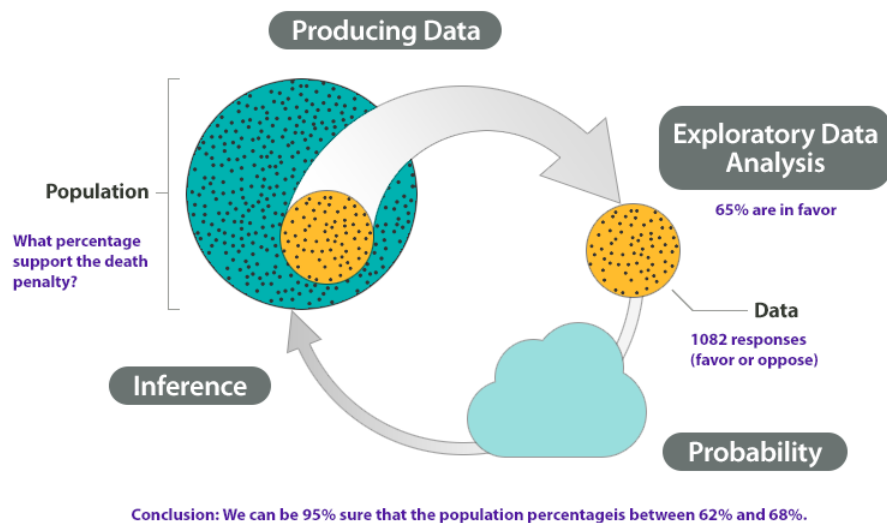 Producing Data
Exploratory Data
Analysis
65% are in favor
Population
What percentage
support the death
penalty?
Data
1082 responses
(favor or oppose)
Inference
Probability
Conclusion: We can be 95% sure that the population percentageis between 62% and 68%.